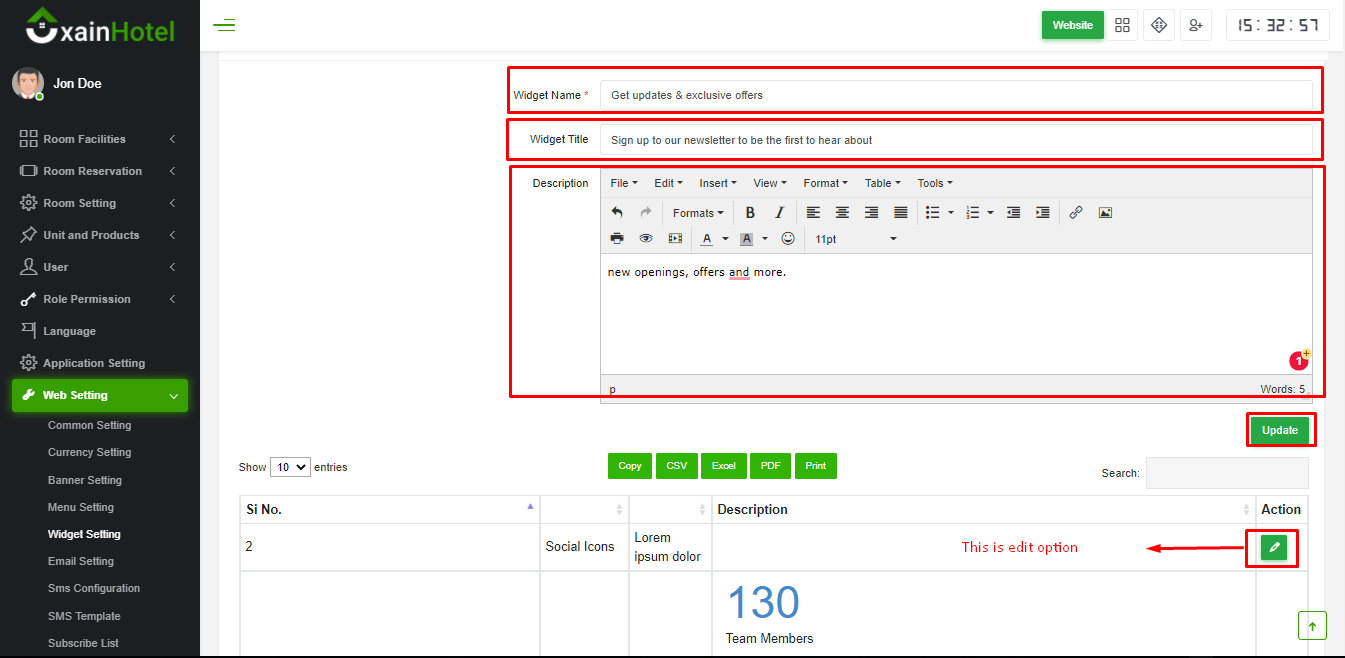 xainHotel
Website
15:32:57
Jon Doe
Room Facilities
Room Reservation
Room Setting
Unit and Products
User
Role Permission
Language
Application Setting
Web Setting
Common Setting
Currency Setting
Banner Setting
Menu Setting
Widget Setting
Email Setting
Sms Configuration
SMS Template
Subscribe List
Widget Name * Get updates & exclusive offers
Widget Title Sign up to our newsletter to be the first to hear about
Description
File Edit Insert View Format Table Tools
Formats B I
A A 11pt
new openings, offers and more.
1
p Words: 5
Update
Show 10 entries
Copy CSV Excel PDF Print
Search:
Si No. Description Action
2 Social Icons Lorem ipsum dolor This is edit option
130
Team Members